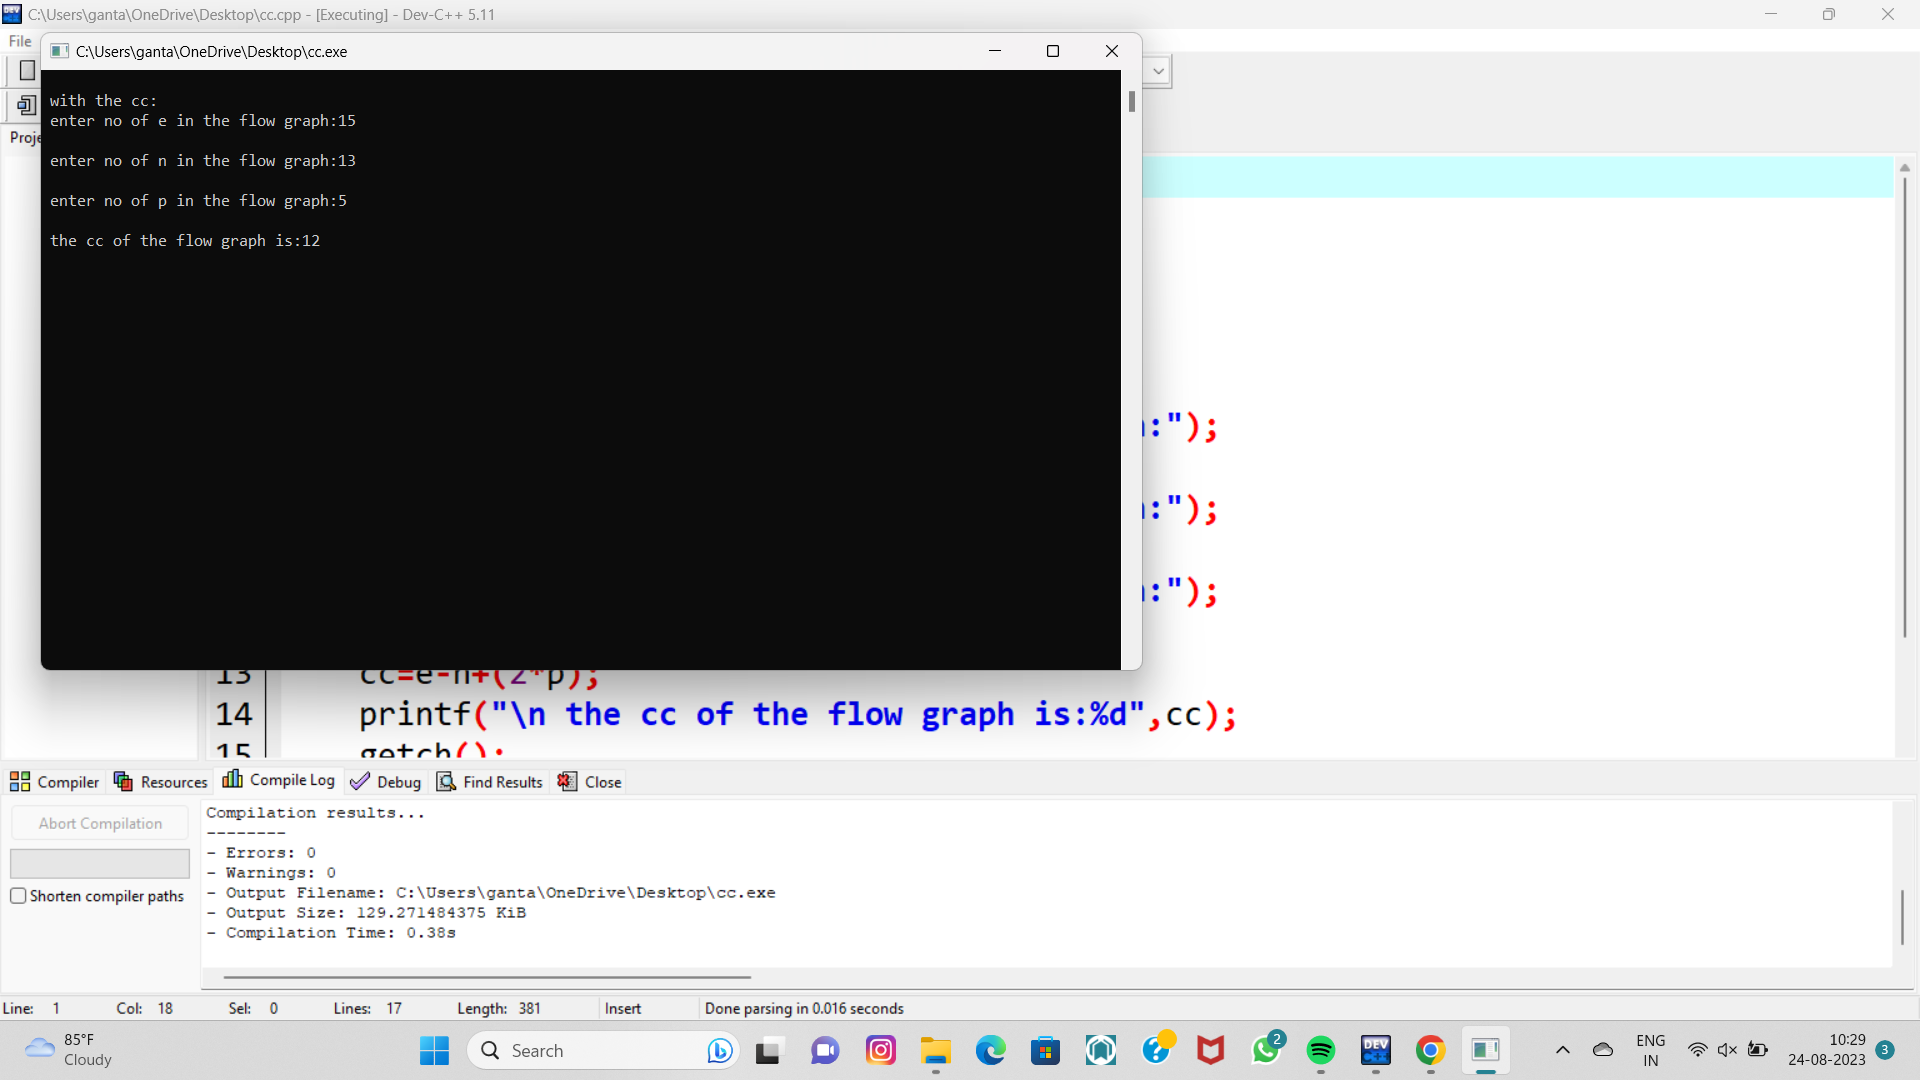 C:\Users\ganta\OneDrive\Desktop\cc.cpp - [Executing] - Dev-C++ 5.11
File
C:\Users\ganta\OneDrive\Desktop\cc.exe
with the cc:
enter no of e in the flow graph:15
enter no of n in the flow graph:13
enter no of p in the flow graph:5
the cc of the flow graph is:12
Proje
:");
:");
:");
13 cc=e-n+(2*p);
14 printf("\n the cc of the flow graph is:%d",cc);
15 getch();
Compiler Resources Compile Log Debug Find Results Close
Abort Compilation
Shorten compiler paths
Compilation results...
--------
- Errors: 0
- Warnings: 0
- Output Filename: C:\Users\ganta\OneDrive\Desktop\cc.exe
- Output Size: 129.271484375 KiB
- Compilation Time: 0.38s
Line: 1 Col: 18 Sel: 0 Lines: 17 Length: 381 Insert Done parsing in 0.016 seconds
85°F
Cloudy
Search
DEV
C++
2
ENG
IN
10:29
24-08-2023
3